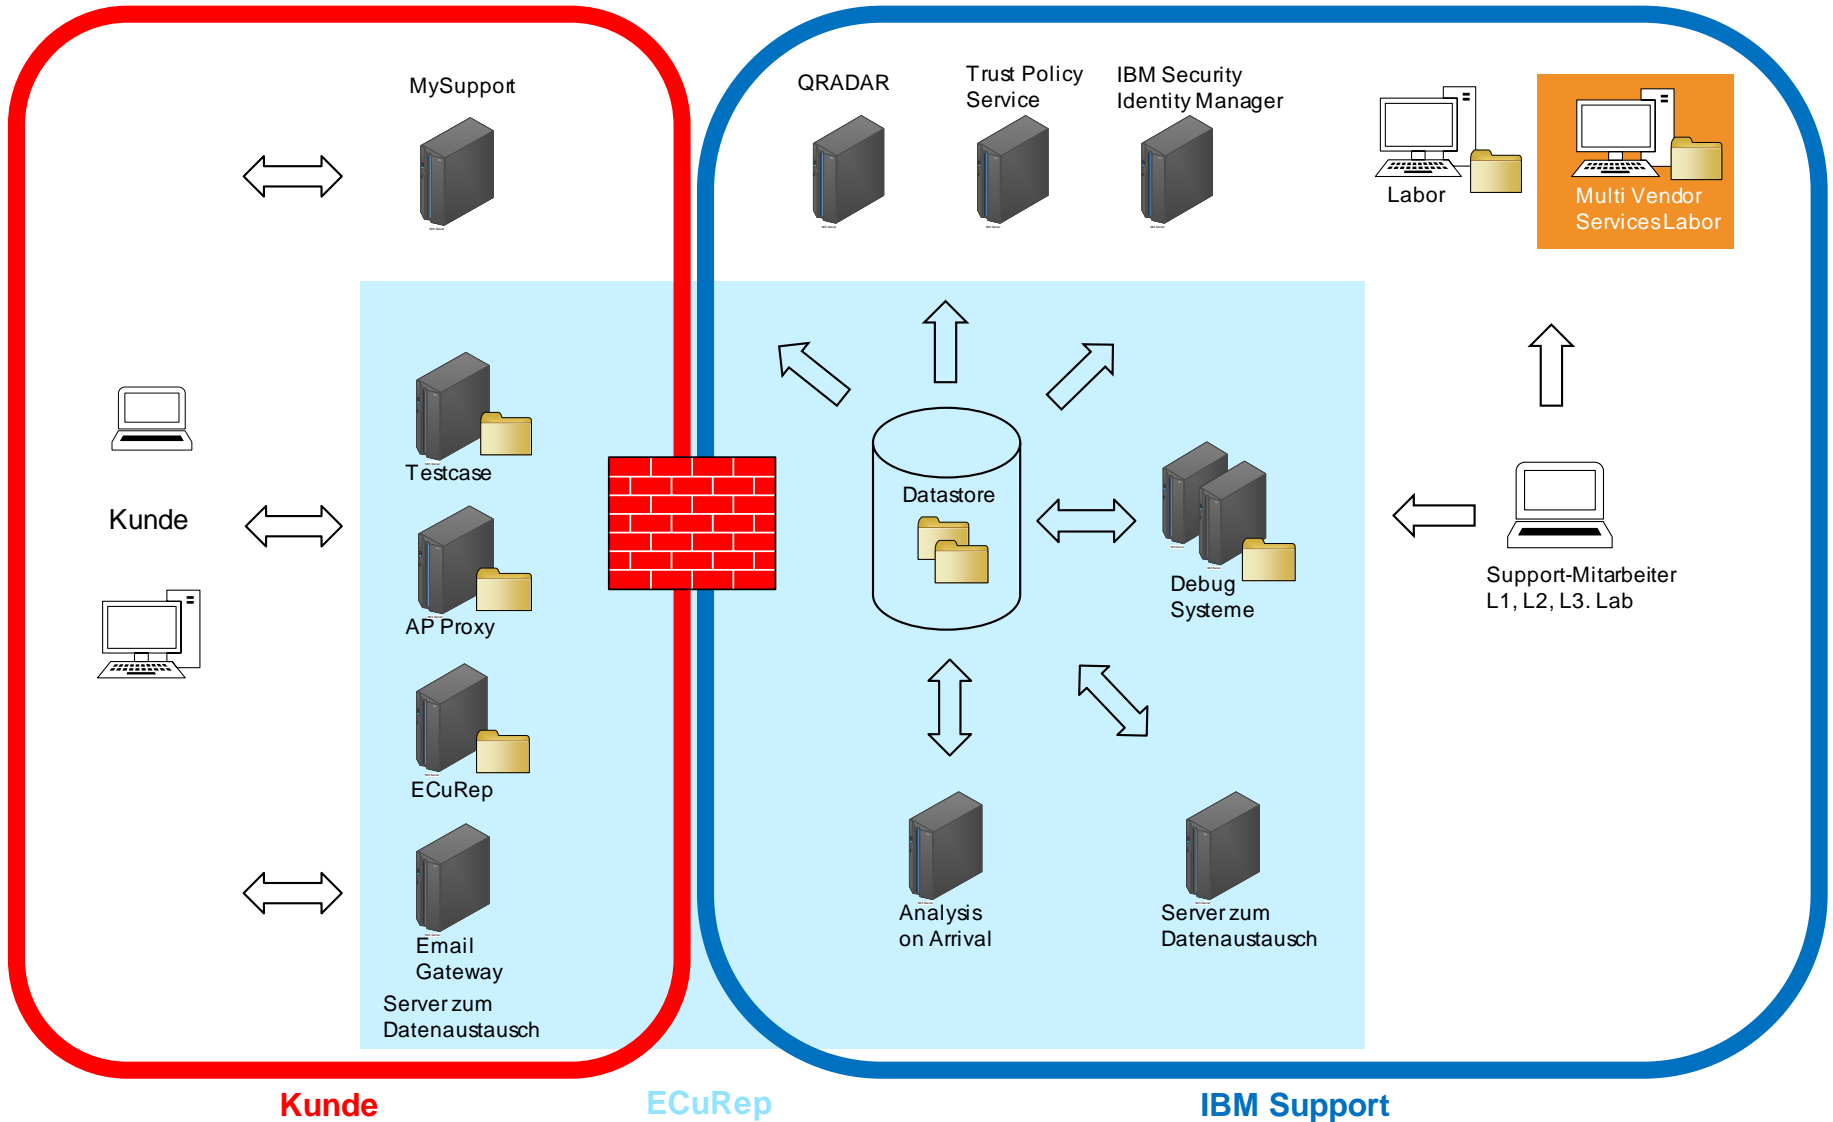 MySupport
QRADAR
Trust Policy
Service
IBM Security
Identity Manager
Labor
Multi Vendor
Services Labor
Kunde
Testcase
AP Proxy
ECuRep
Email
Gateway
Server zum
Datenaustausch
Datastore
Debug
Systeme
Support-Mitarbeiter
L1, L2, L3. Lab
Analysis
on Arrival
Server zum
Datenaustausch
Kunde
ECuRep
IBM Support